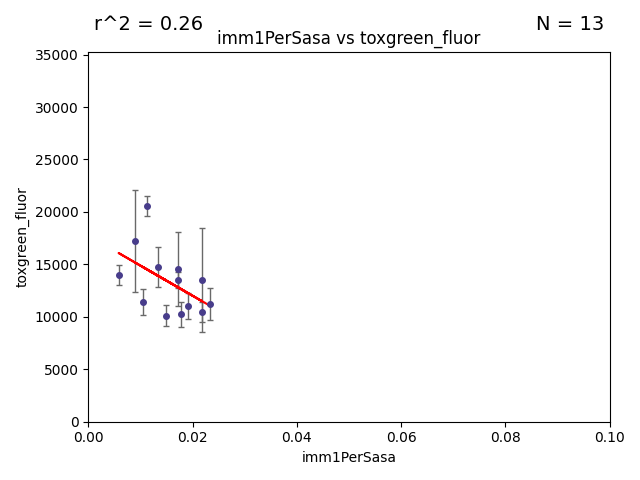 r^2 = 0.26
N = 13
imm1PerSasa vs toxgreen_fluor
35000
30000
25000
20000
15000
10000
5000
0
toxgreen_fluor
0.00
0.02
0.04
0.06
0.08
0.10
imm1PerSasa